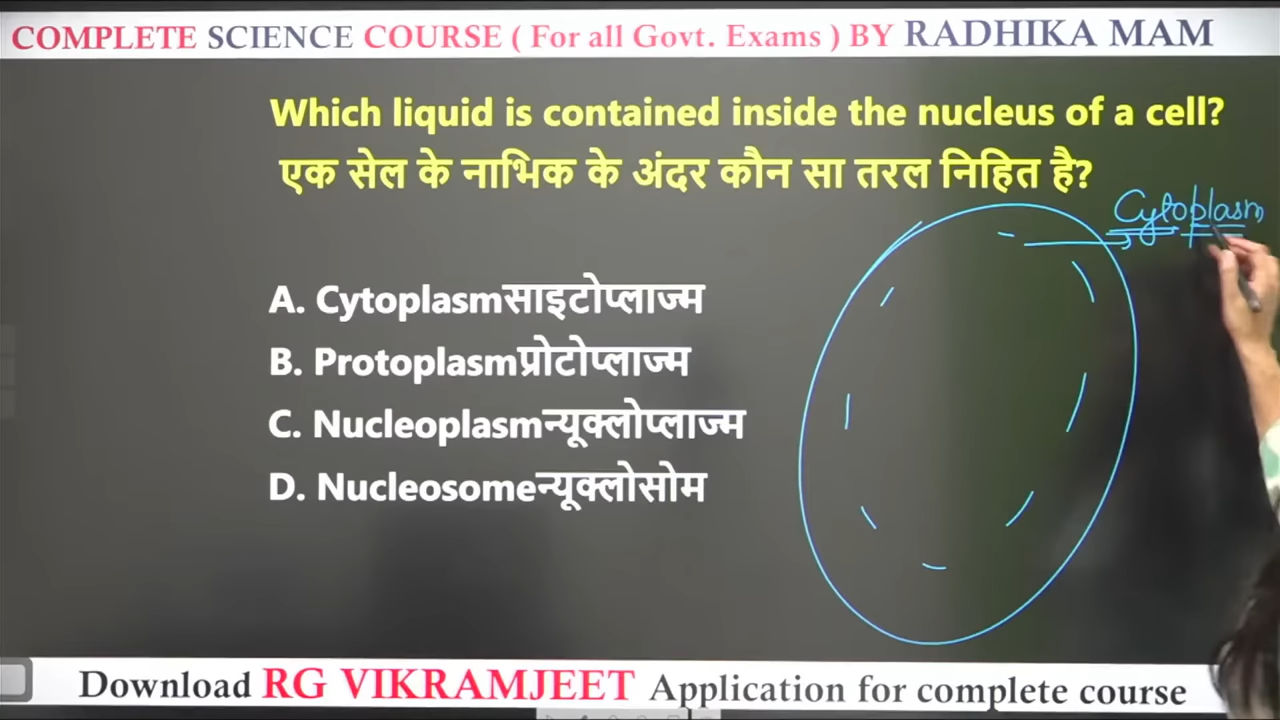 COMPLETE SCIENCE COURSE ( For all Govt. Exams ) BY RADHIKA MAM
Which liquid is contained inside the nucleus of a cell?
एक सेल के नाभिक के अंदर कौन सा तरल निहित है?
Cytoplasm
A. Cytoplasmसाइटोप्लाज्म
B. Protoplasmप्रोटोप्लाज्म
C. Nucleoplasmन्यूक्लोप्लाज्म
D. Nucleosomeन्यूक्लोसोम
Download RG VIKRAMJEET Application for complete course